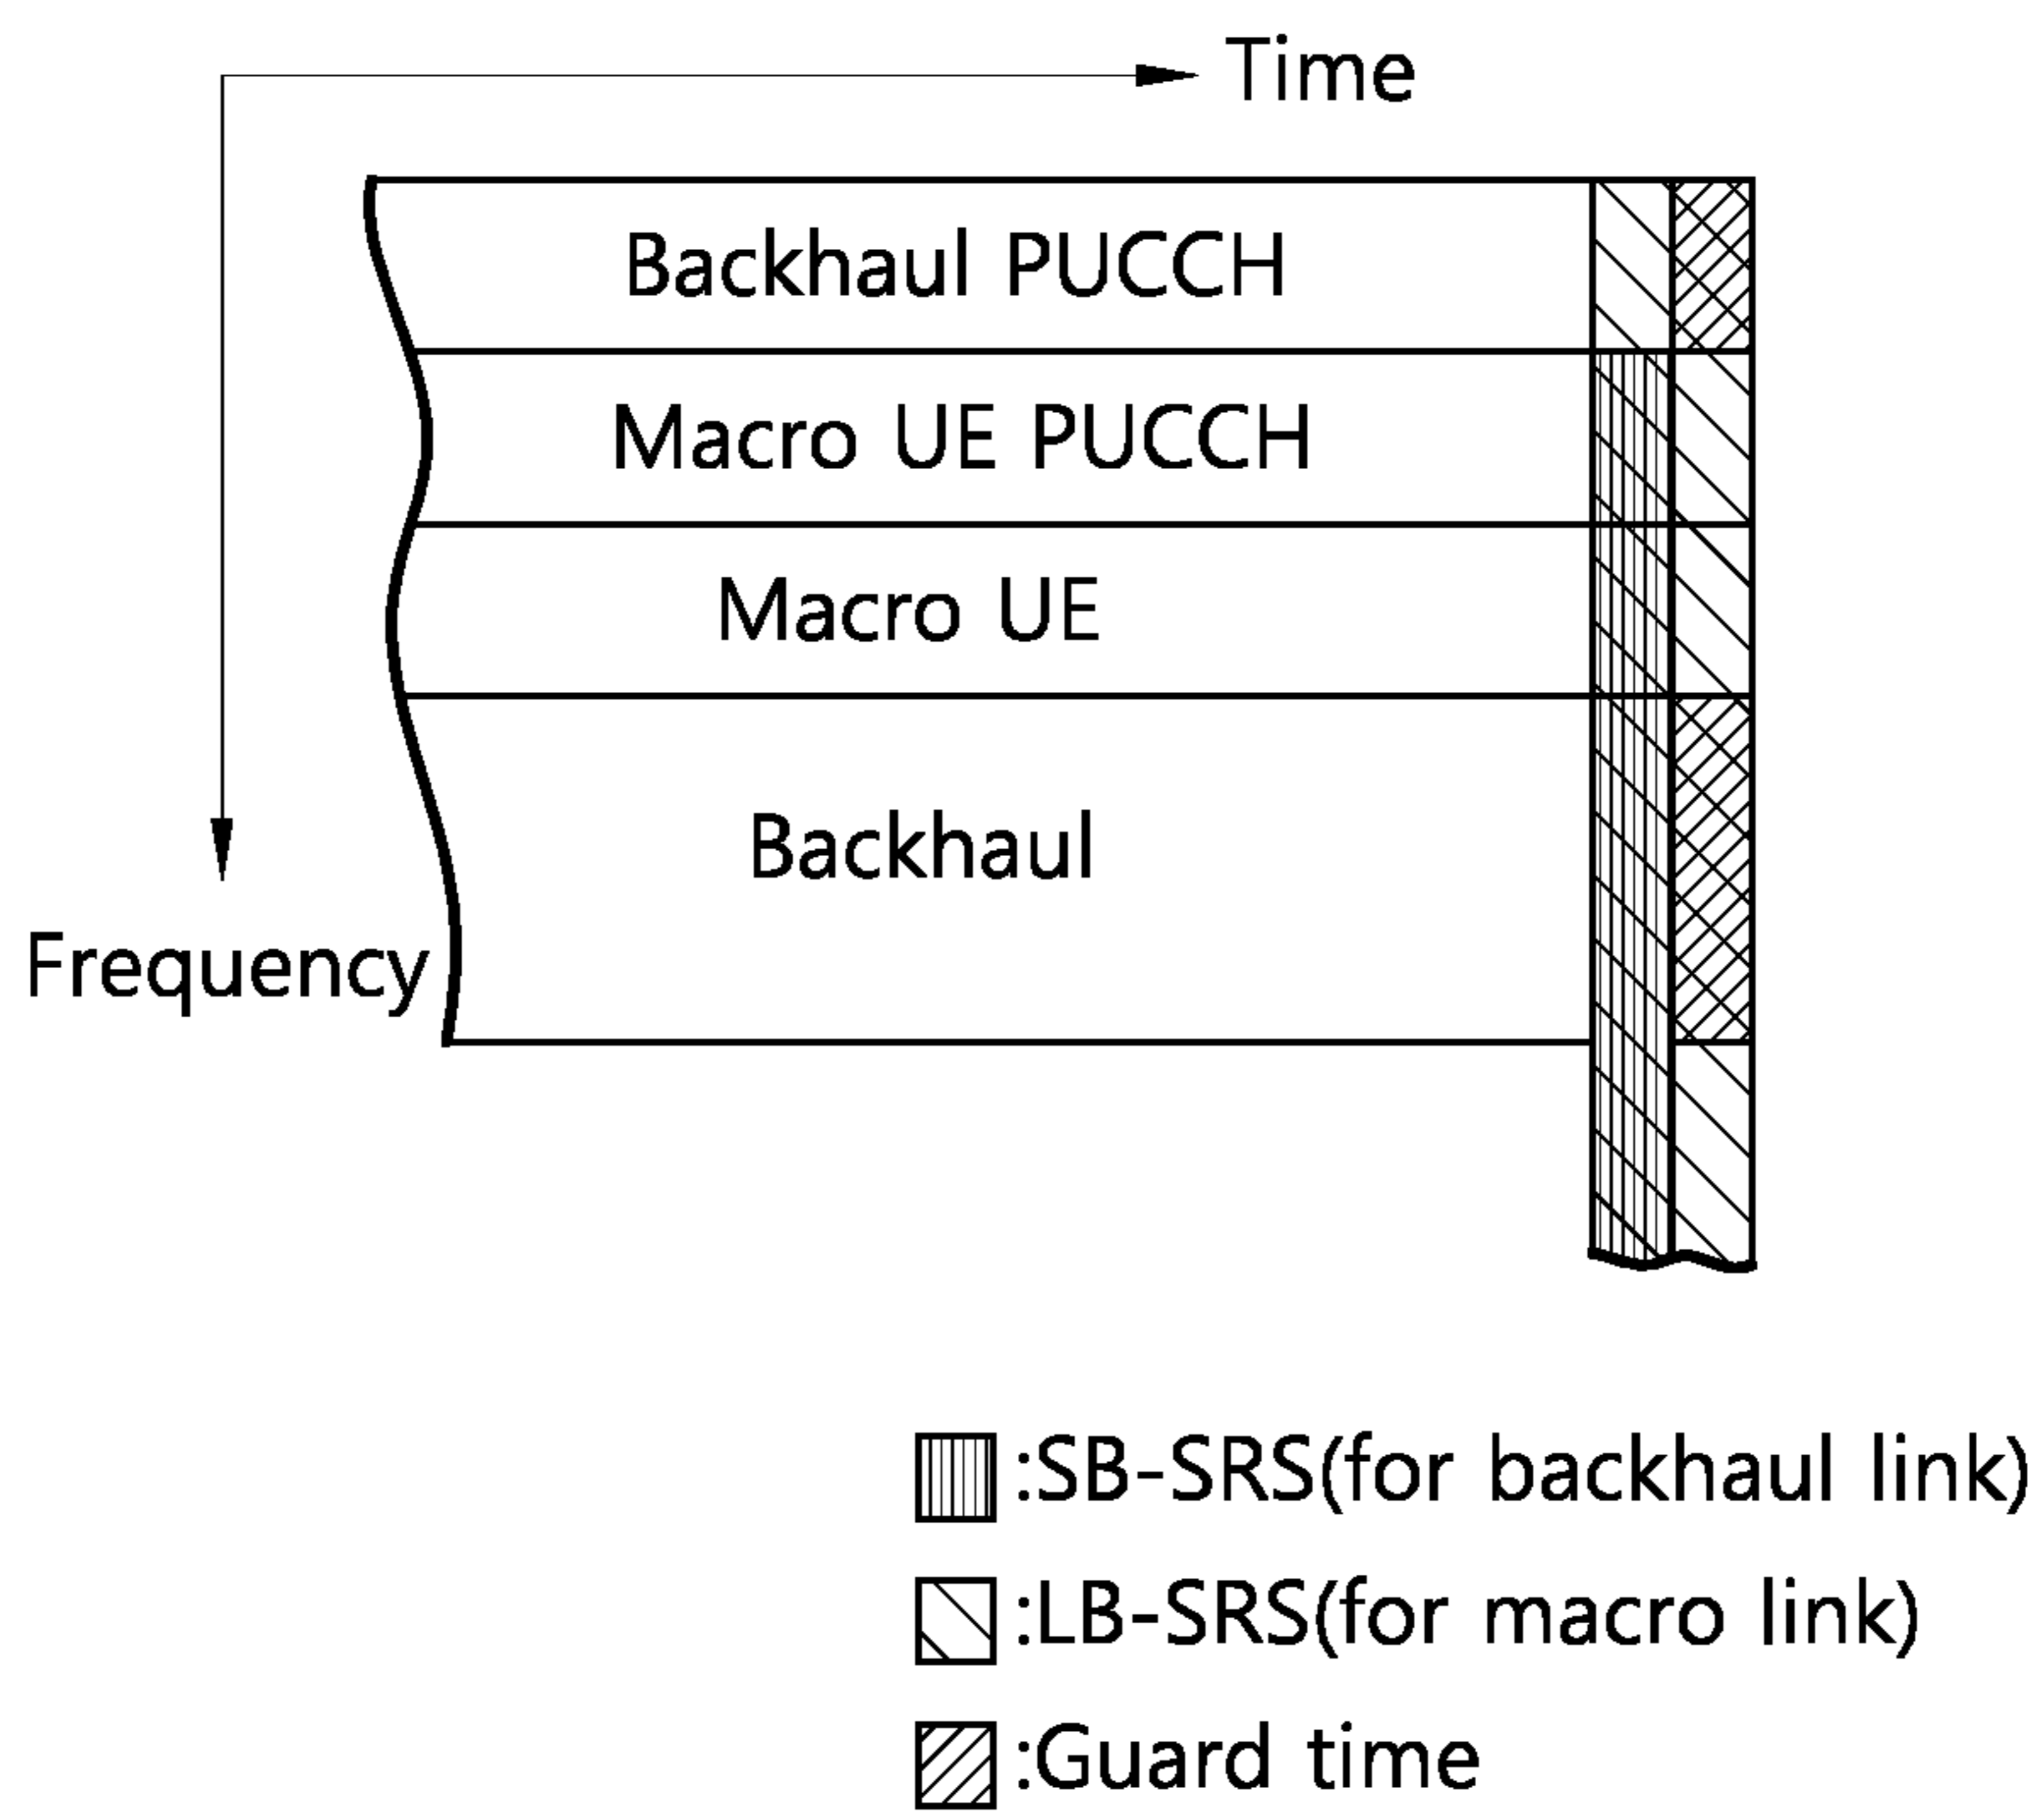 Time
Backhaul PUCCH
Macro UE PUCCH
Macro UE
Backhaul
Frequency
:SB-SRS(for backhaul link)
:LB-SRS(for macro link)
:Guard time